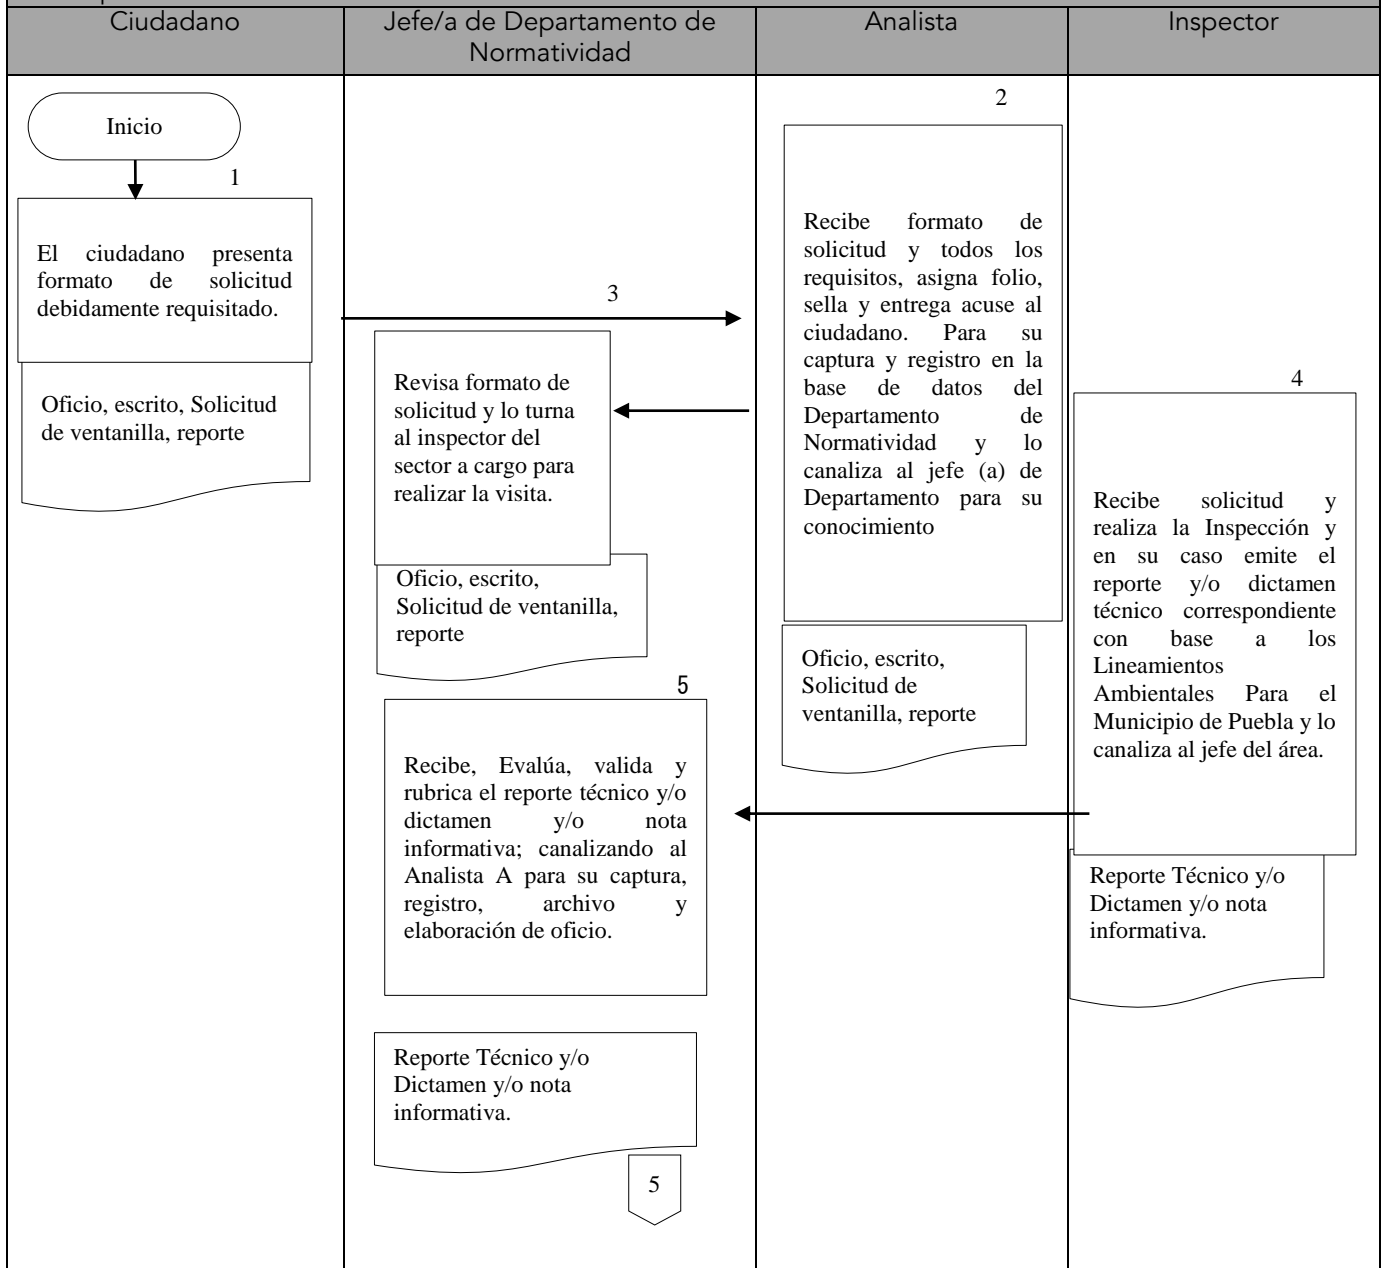 Ciudadano
Jefe/a de Departamento de
Normatividad
Analista
Inspector
Inicio
1
El ciudadano presenta
formato de solicitud
debidamente requisitado.
Oficio, escrito, Solicitud
de ventanilla, reporte
2
Recibe formato de
solicitud y todos los
requisitos, asigna folio,
sella y entrega acuse al
ciudadano. Para su
captura y registro en la
base de datos del
Departamento de
Normatividad y lo
canaliza al jefe (a) de
Departamento para su
conocimiento
Oficio, escrito,
Solicitud de
ventanilla, reporte
3
Revisa formato de
solicitud y lo turna
al inspector del
sector a cargo para
realizar la visita.
Oficio, escrito,
Solicitud de ventanilla,
reporte
4
Recibe solicitud y
realiza la Inspección y
en su caso emite el
reporte y/o dictamen
técnico correspondiente
con base a los
Lineamientos
Ambientales Para el
Municipio de Puebla y lo
canaliza al jefe del área.
Reporte Técnico y/o
Dictamen y/o nota
informativa.
5
Recibe, Evalúa, valida y
rubrica el reporte técnico y/o
dictamen y/o nota
informativa; canalizando al
Analista A para su captura,
registro, archivo y
elaboración de oficio.
Reporte Técnico y/o
Dictamen y/o nota
informativa.
5